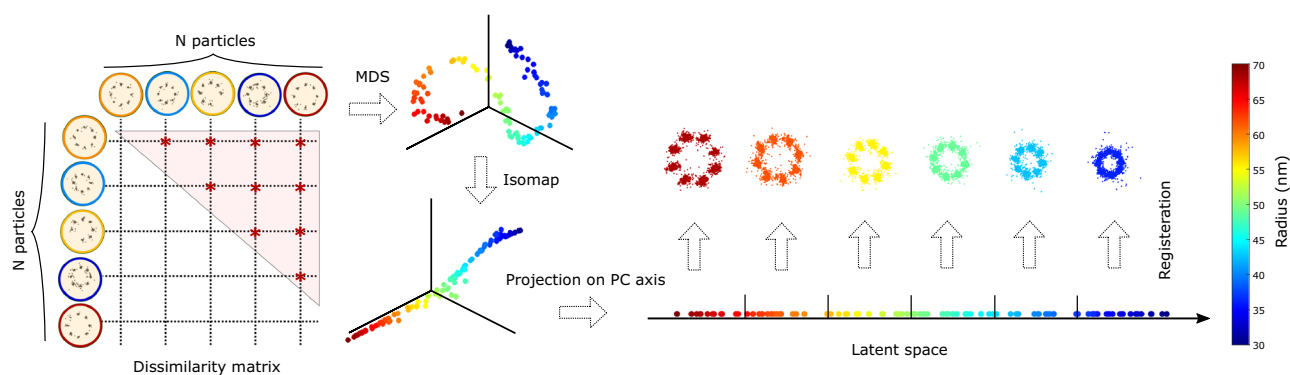 N particles
N particles
Dissimilarity matrix
MDS
Isomap
Projection on PC axis
Latent space
Registeration
70
65
60
55
50
45
40
35
30
Radius (nm)